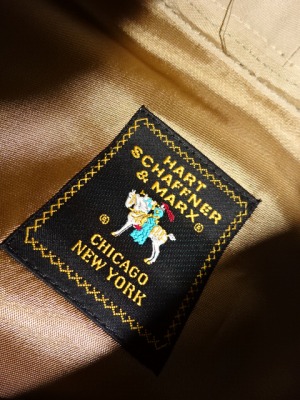 HART
SCHAFFNER
& MARX
® ®
CHICAGO
NEW YORK